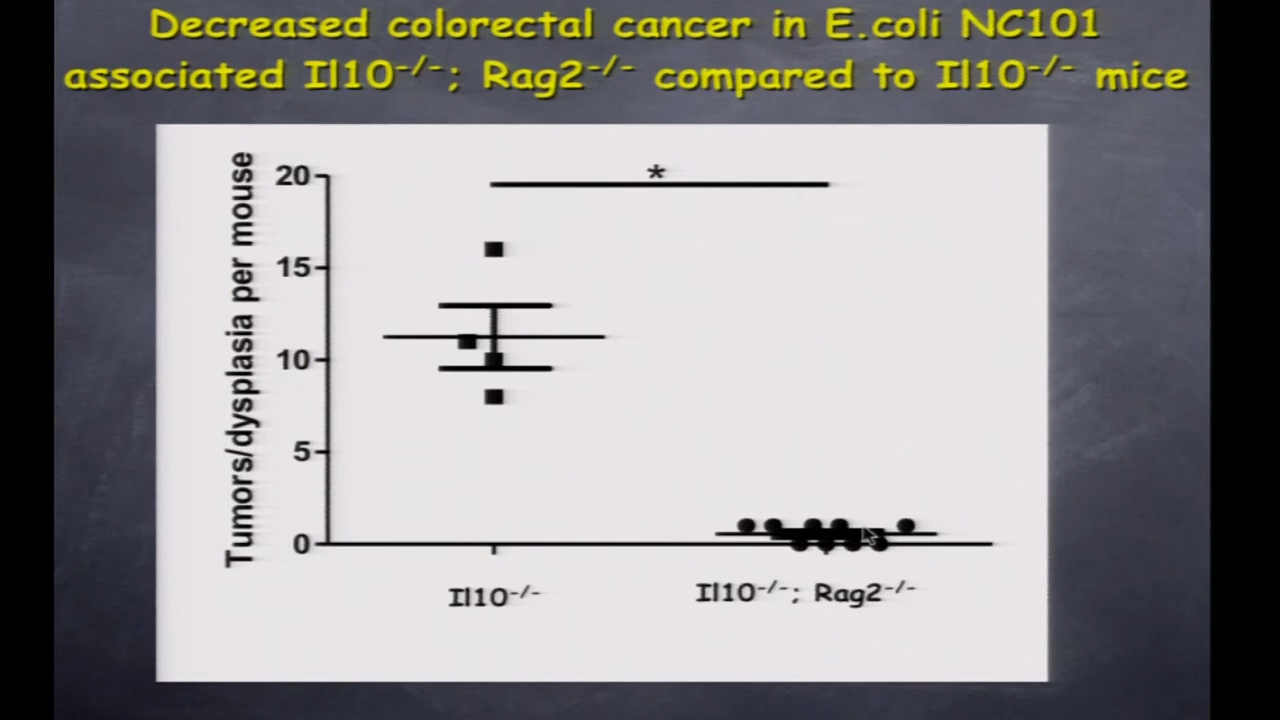 Decreased colorectal cancer in E.coli NC101
associated Il10⁻/⁻; Rag2⁻/⁻ compared to Il10⁻/⁻ mice
*
Tumors/dysplasia per mouse
20
15
10
5
0
Il10⁻/⁻
Il10⁻/⁻; Rag2⁻/⁻